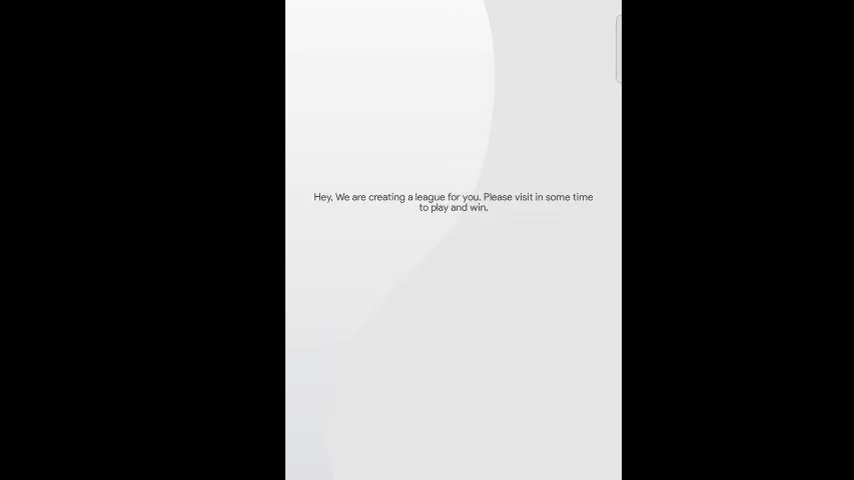 Hey, We are creating a league for you. Please visit in some time
to play and win.